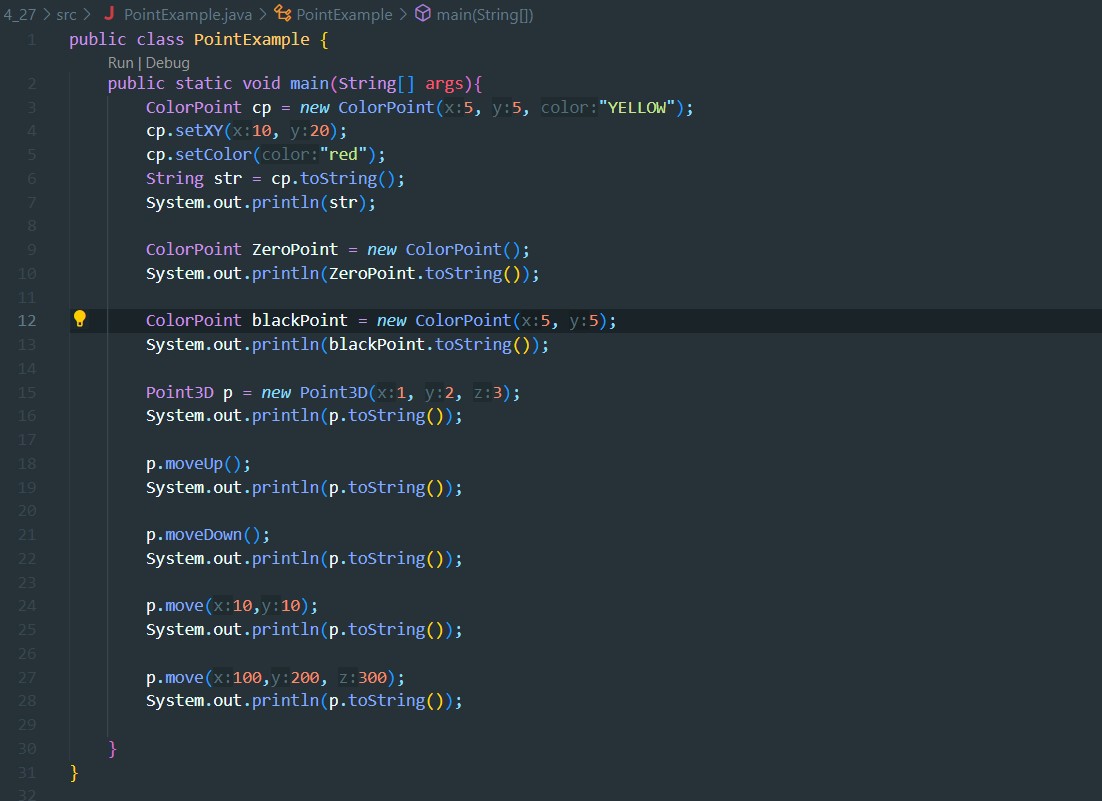 4_27 > src > J PointExample.java > PointExample > main(String[])
1 public class PointExample {
Run | Debug
2 public static void main(String[] args){
3 ColorPoint cp = new ColorPoint(x:5, y:5, color:"YELLOW");
4 cp.setXY(x:10, y:20);
5 cp.setColor(color:"red");
6 String str = cp.toString();
7 System.out.println(str);
8
9 ColorPoint ZeroPoint = new ColorPoint();
10 System.out.println(ZeroPoint.toString());
11
12 ColorPoint blackPoint = new ColorPoint(x:5, y:5);
13 System.out.println(blackPoint.toString());
14
15 Point3D p = new Point3D(x:1, y:2, z:3);
16 System.out.println(p.toString());
17
18 p.moveUp();
19 System.out.println(p.toString());
20
21 p.moveDown();
22 System.out.println(p.toString());
23
24 p.move(x:10,y:10);
25 System.out.println(p.toString());
26
27 p.move(x:100,y:200, z:300);
28 System.out.println(p.toString());
29
30 }
31 }
32